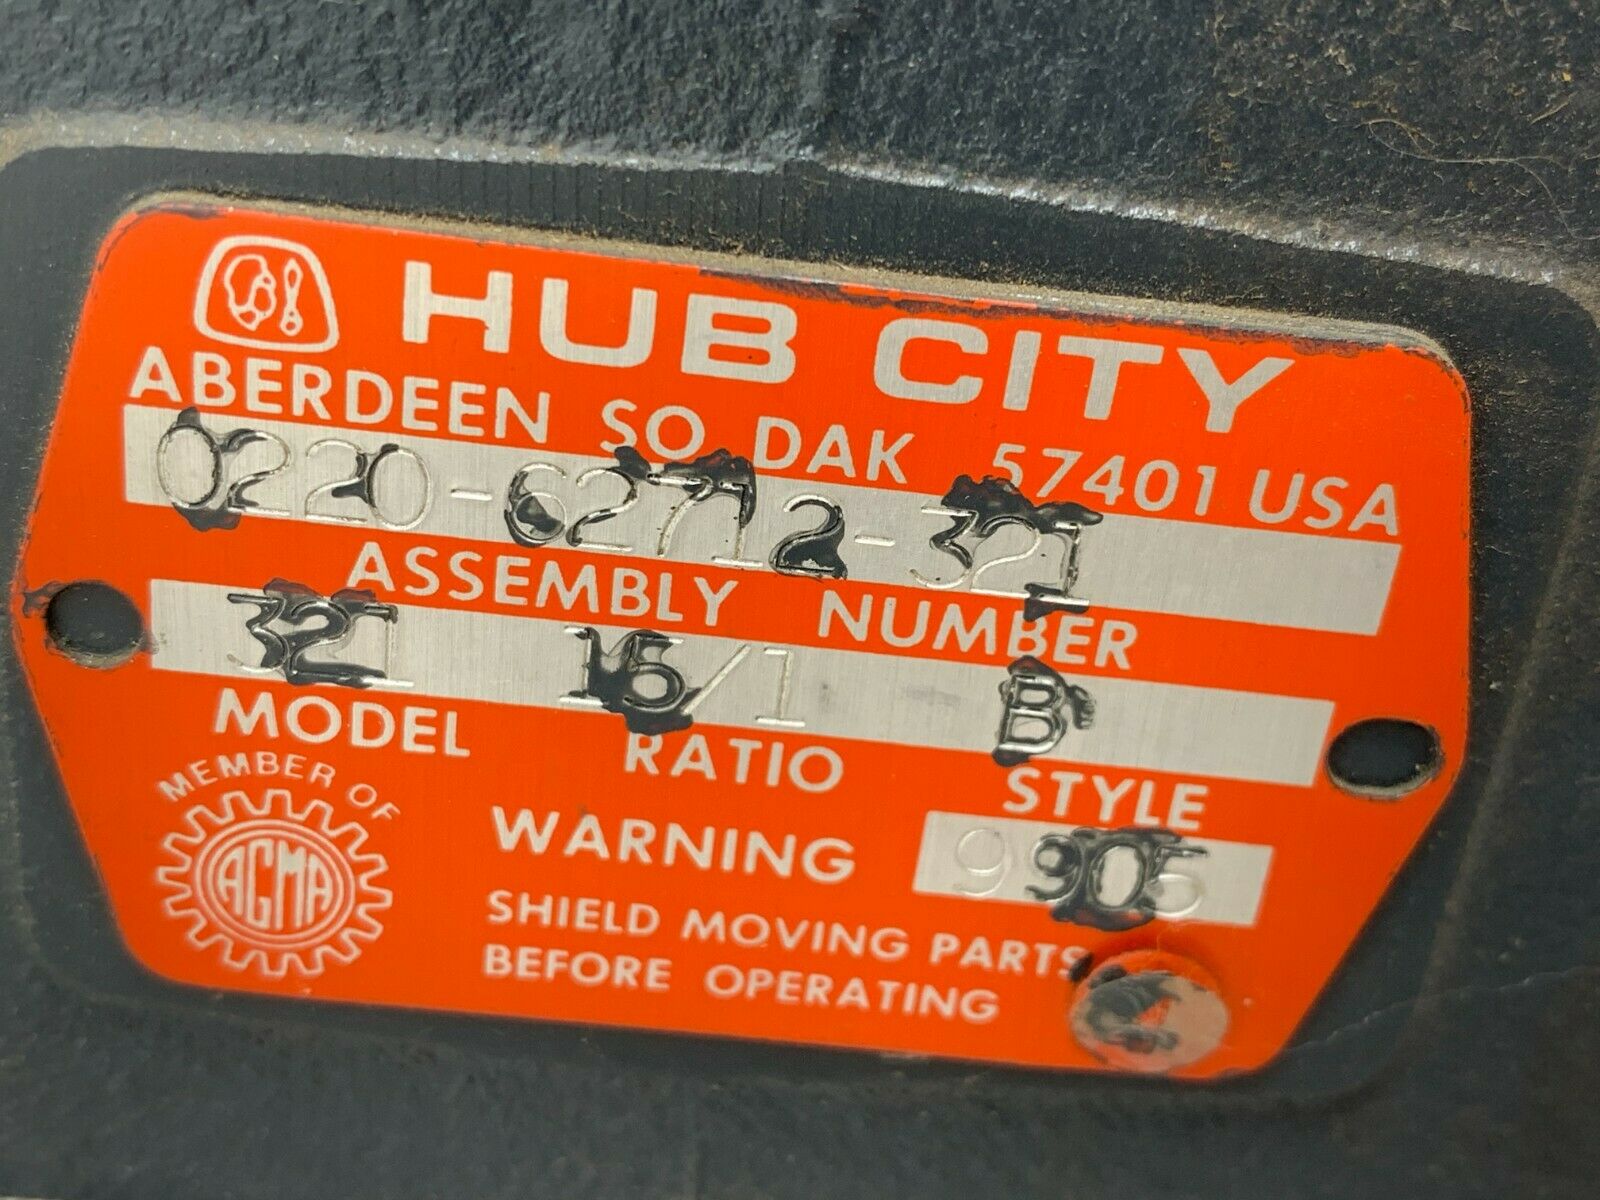 HUB CITY
ABERDEEN SO. DAK 57401 USA
0220-62712-321
ASSEMBLY NUMBER
321 15/1 B
MODEL RATIO STYLE
MEMBER OF
AGMA
WARNING 9905
SHIELD MOVING PARTS
BEFORE OPERATING